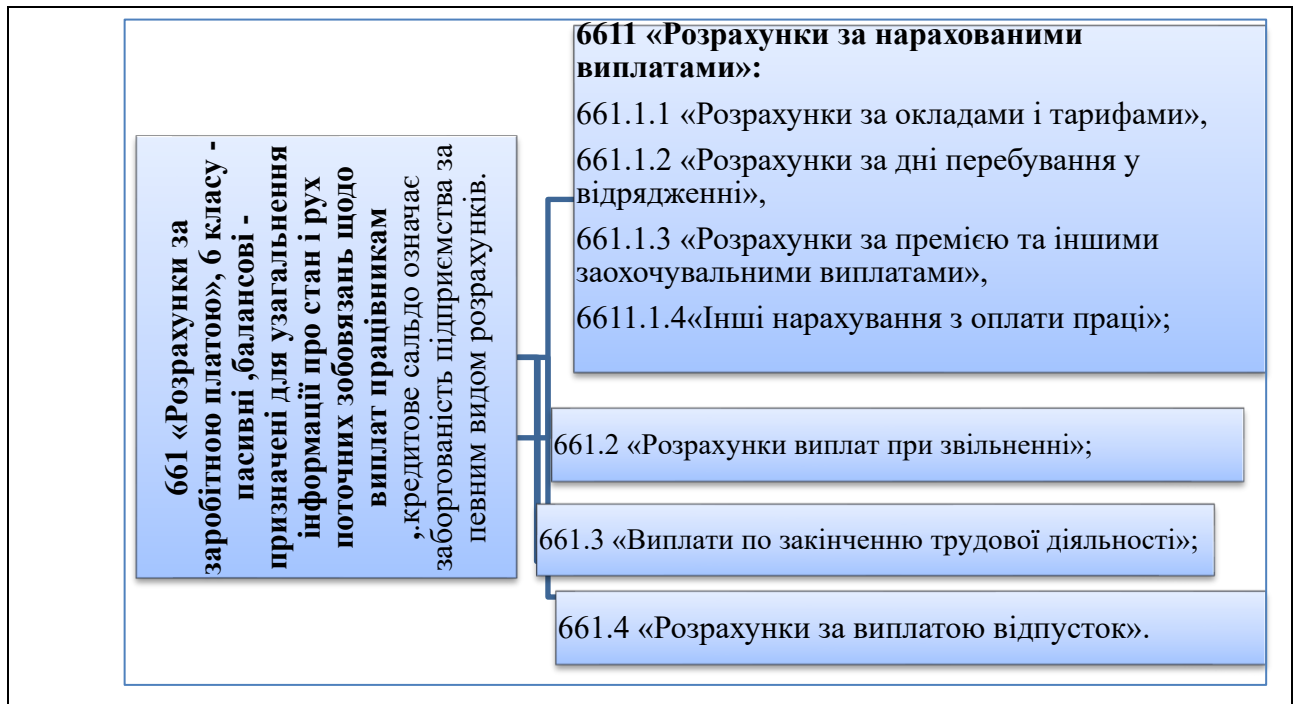 661 «Розрахунки за
заробітною платою», 6 класу -
пасивні ,балансові -
призначені для узагальнення
інформації про стан і рух
поточних зобовязань щодо
виплат працівникам
,.кредитове сальдо означає
заборгованість підприємства за
певним видом розрахунків.
6611 «Розрахунки за нарахованими
виплатами»:
661.1.1 «Розрахунки за окладами і тарифами»,
661.1.2 «Розрахунки за дні перебування у
відрядженні»,
661.1.3 «Розрахунки за премією та іншими
заохочувальними виплатами»,
6611.1.4«Інші нарахування з оплати праці»;
661.2 «Розрахунки виплат при звільненні»;
661.3 «Виплати по закінченню трудової діяльності»;
661.4 «Розрахунки за виплатою відпусток».